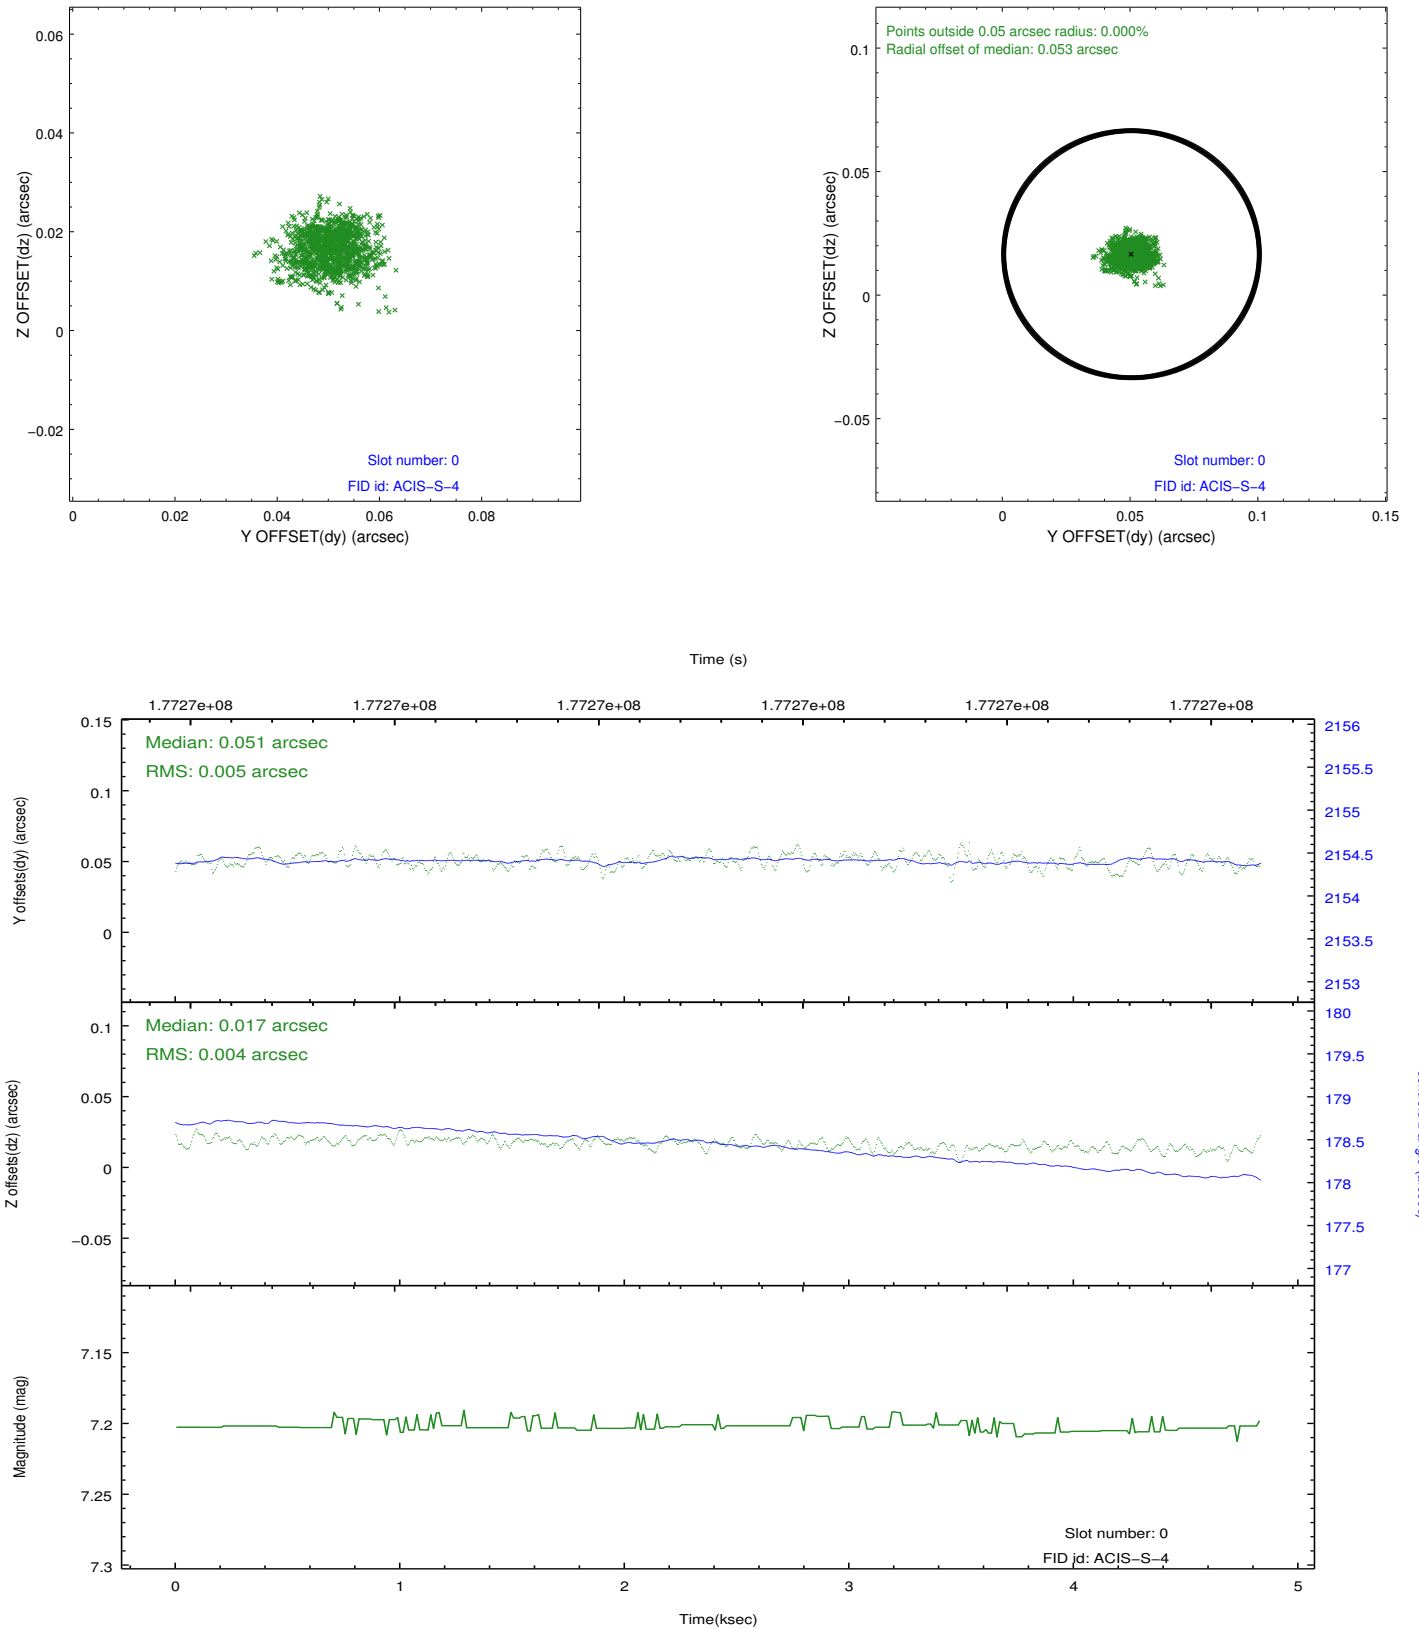 0.06
0.04
0.02
0
−0.02
Z OFFSET(dz) (arcsec)
Slot number: 0
FID id: ACIS−S−4
0 0.02 0.04 0.06 0.08
Y OFFSET(dy) (arcsec)
Points outside 0.05 arcsec radius: 0.000%
Radial offset of median: 0.053 arcsec
0.1
0.05
0
−0.05
Z OFFSET(dz) (arcsec)
Slot number: 0
FID id: ACIS−S−4
0 0.05 0.1 0.15
Y OFFSET(dy) (arcsec)
Time (s)
1.7727e+08 1.7727e+08 1.7727e+08 1.7727e+08 1.7727e+08 1.7727e+08
Median: 0.051 arcsec
RMS: 0.005 arcsec
0.15
0.1
0.05
0
Y offsets(dy) (arcsec)
2156
2155.5
2155
2154.5
2154
2153.5
2153
Median: 0.017 arcsec
RMS: 0.004 arcsec
0.1
0.05
0
−0.05
Z offsets(dz) (arcsec)
180
179.5
179
178.5
178
177.5
177
7.15
7.2
7.25
7.3
Magnitude (mag)
Slot number: 0
FID id: ACIS−S−4
0 1 2 3 4 5
Time(ksec)